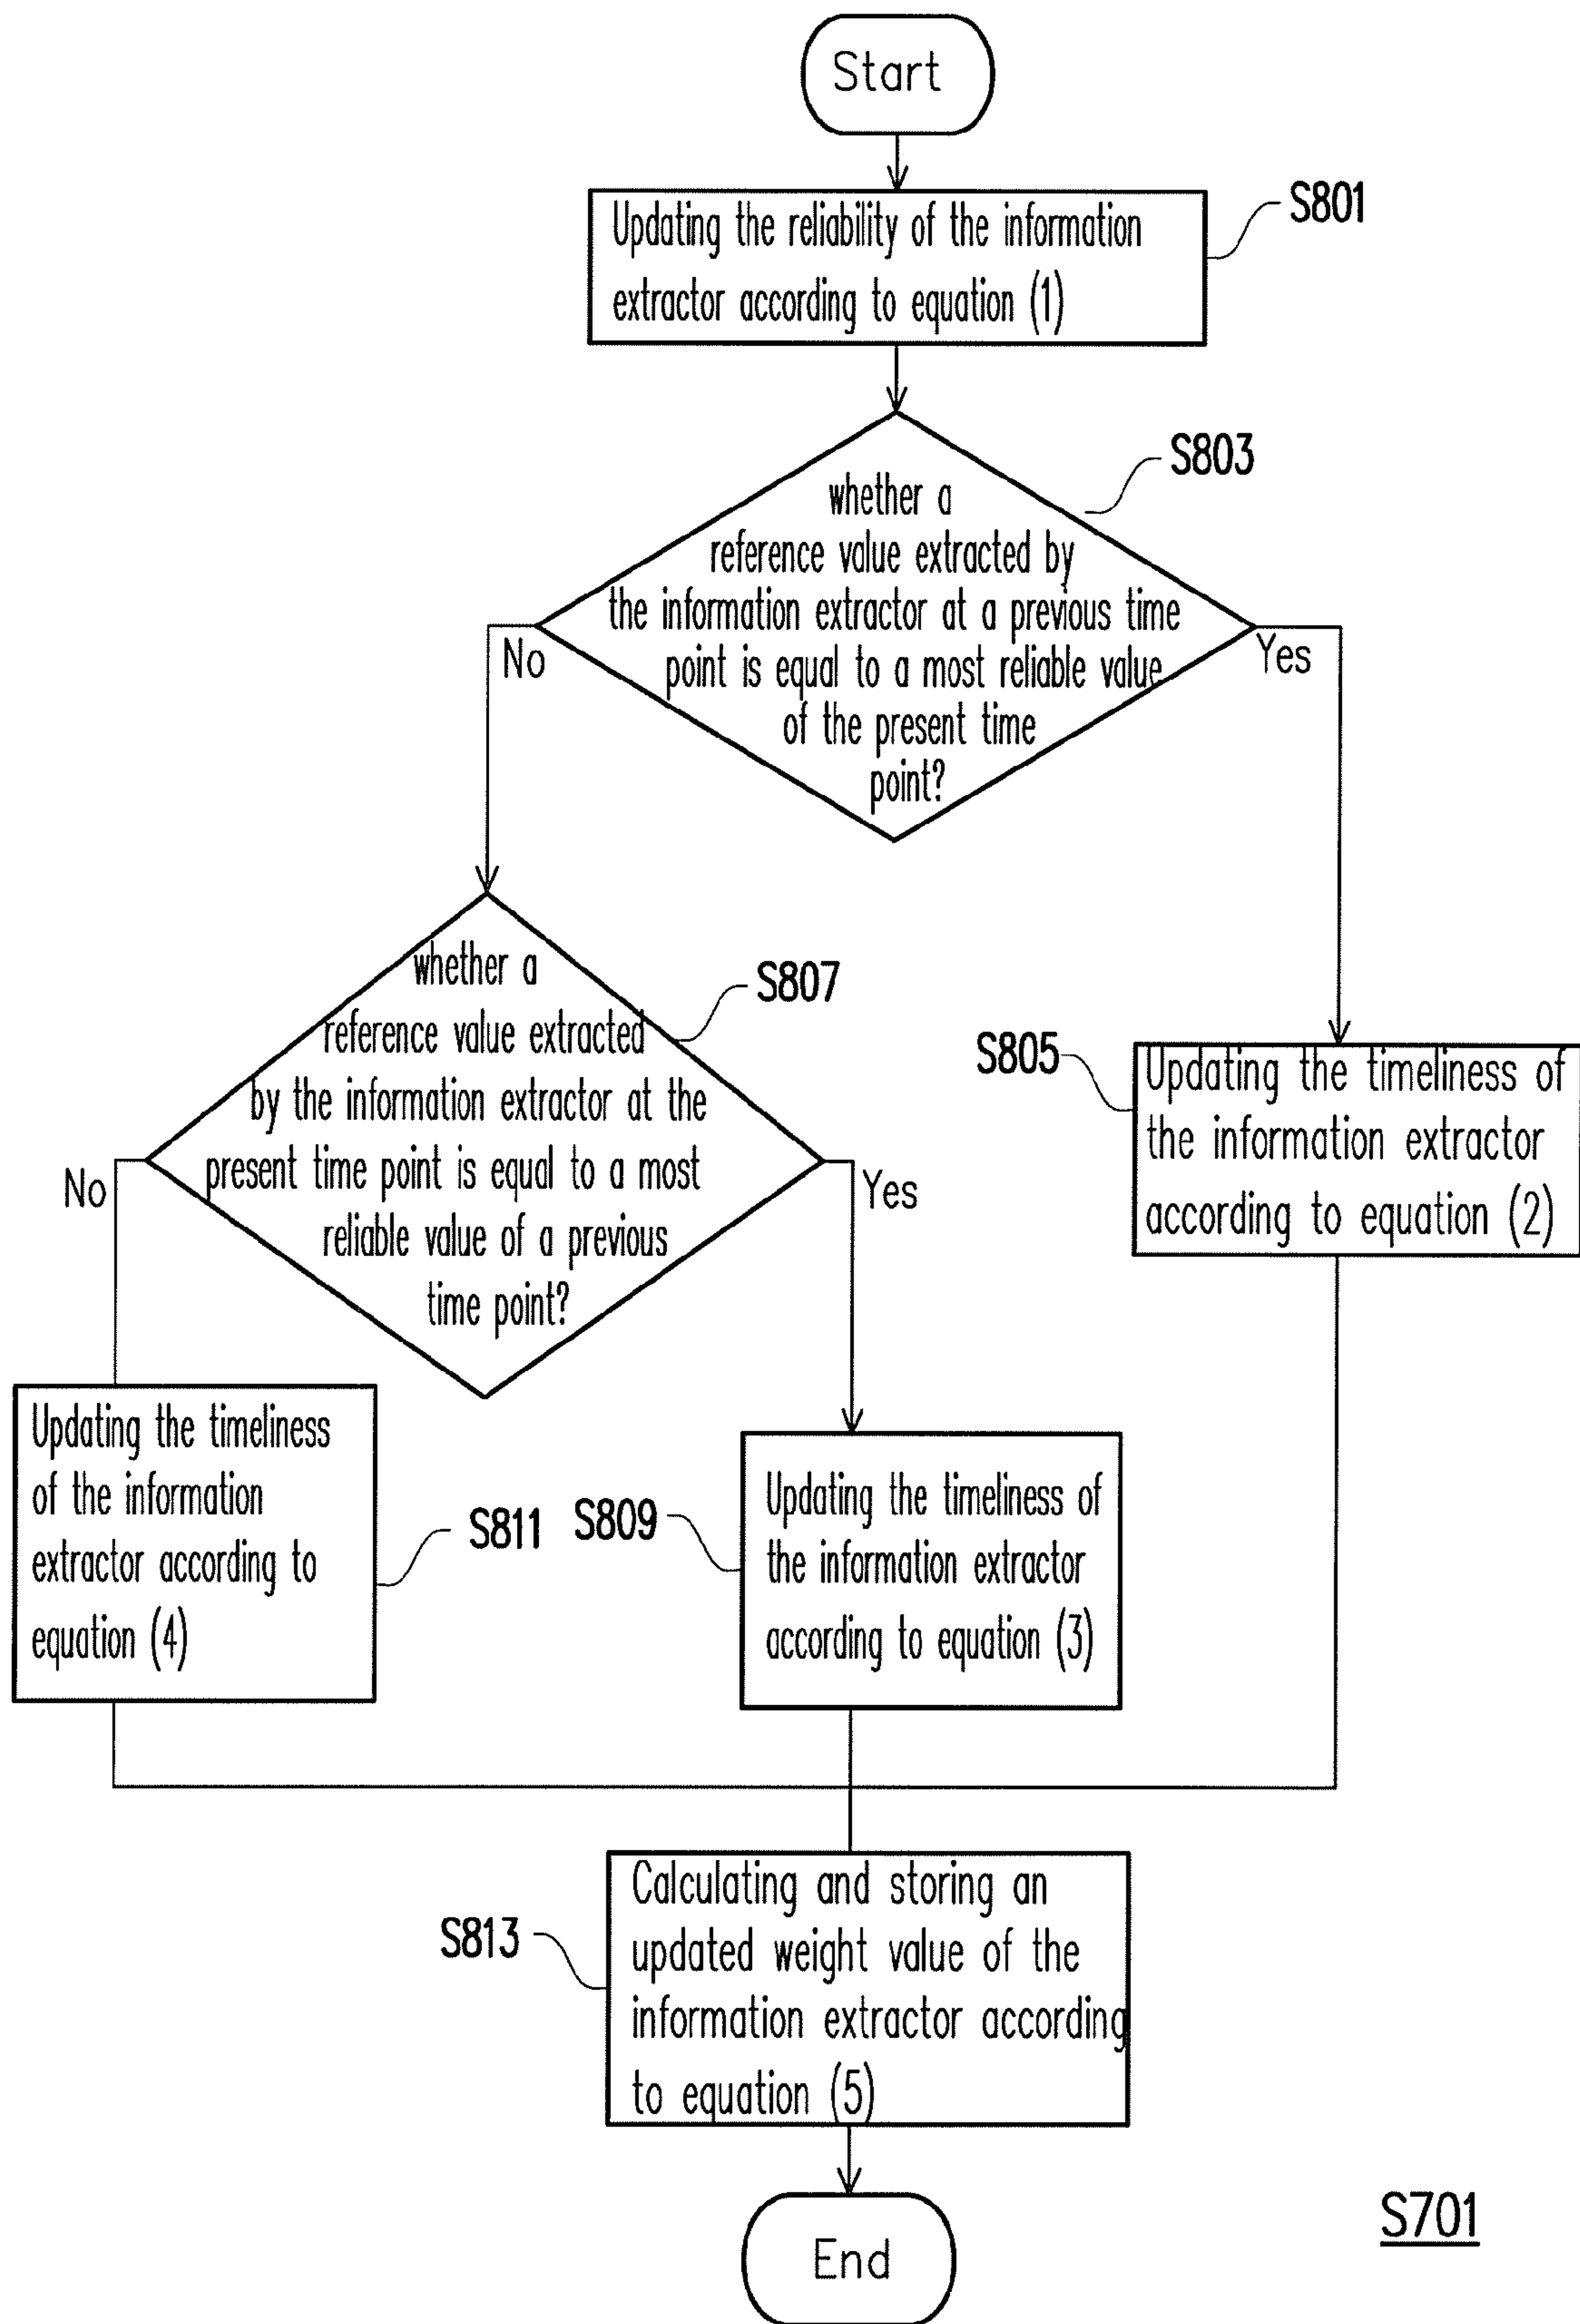 Start
Updating the reliability of the information
extractor according to equation (1)
S801
whether a
reference value extracted by
the information extractor at a previous time
point is equal to a most reliable value
of the present time
point?
S803
No
Yes
whether a
reference value extracted
by the information extractor at the
present time point is equal to a most
reliable value of a previous
time point?
S807
No
Yes
S805
Updating the timeliness of
the information extractor
according to equation (2)
Updating the timeliness
of the information
extractor according to
equation (4)
S811
S809
Updating the timeliness of
the information extractor
according to equation (3)
S813
Calculating and storing an
updated weight value of the
information extractor according
to equation (5)
End
S701